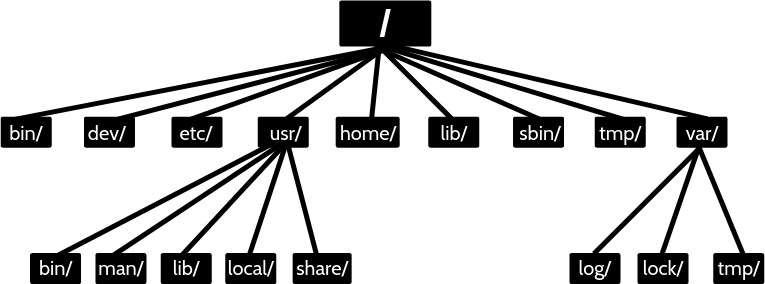 /
bin/ dev/ etc/ usr/ home/ lib/ sbin/ tmp/ var/
bin/ man/ lib/ local/ share/ log/ lock/ tmp/